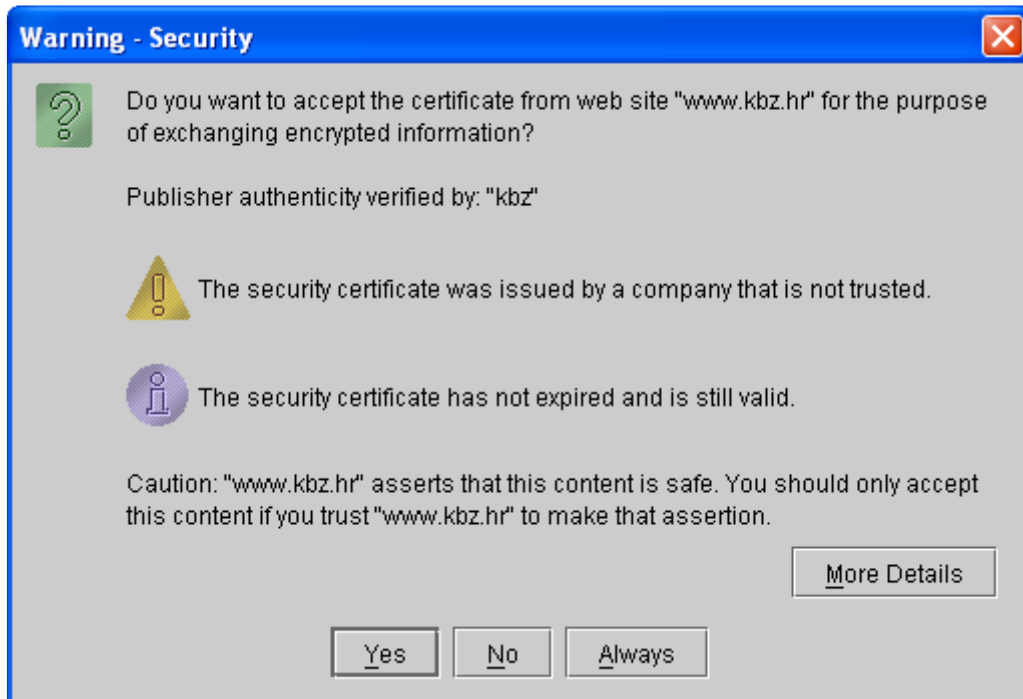 Warning - Security
Do you want to accept the certificate from web site "www.kbz.hr" for the purpose
of exchanging encrypted information?
Publisher authenticity verified by: "kbz"
The security certificate was issued by a company that is not trusted.
The security certificate has not expired and is still valid.
Caution: "www.kbz.hr" asserts that this content is safe. You should only accept
this content if you trust "www.kbz.hr" to make that assertion.
More Details
Yes No Always